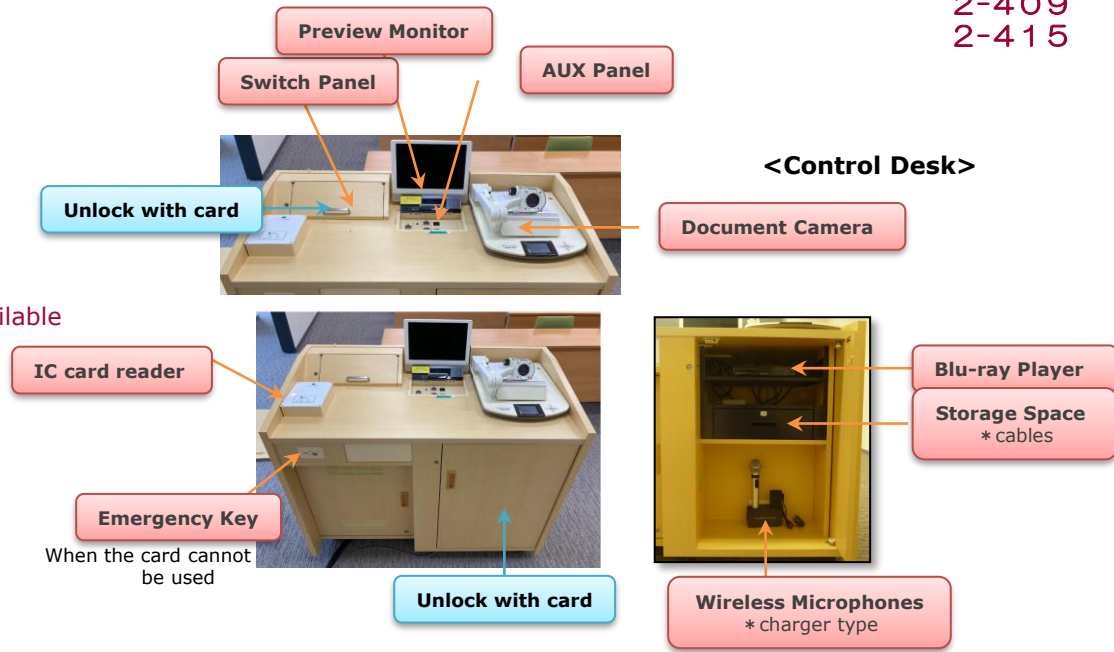 2-409
2-415
Preview Monitor
AUX Panel
Switch Panel
<Control Desk>
Unlock with card
Document Camera
ilable
IC card reader
Blu-ray Player
Storage Space
*cables
Emergency Key
When the card cannot
be used
Unlock with card
Wireless Microphones
*charger type